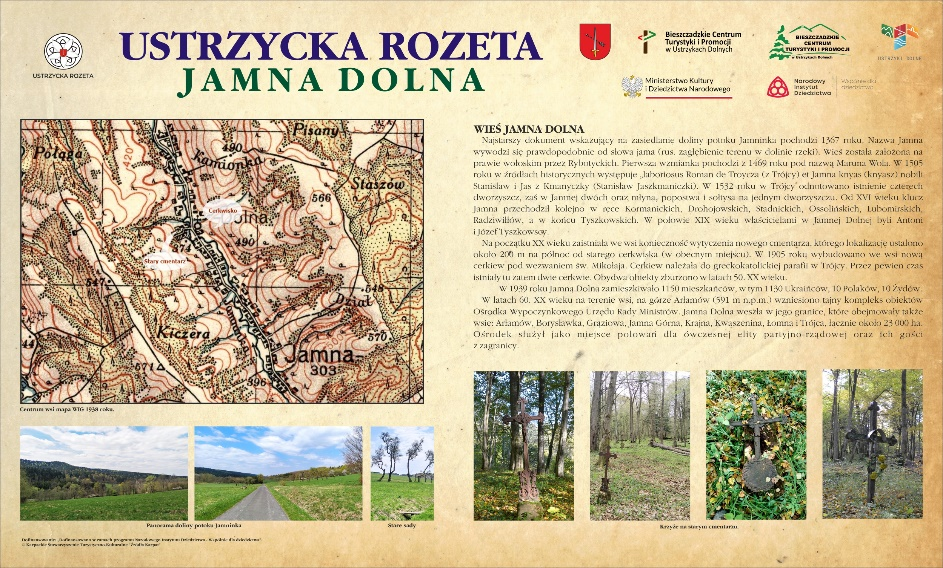 USTRZYCKA ROZETA
USTRZYCKA ROZETA
JAMNA DOLNA
Bieszczadzkie Centrum
Turystyki i Promocji
w Ustrzykach Dolnych
BIESZCZADZKIE
CENTRUM
TURYSTYKI I PROMOCJI
w Ustrzykach Dolnych
USTRZYKI DOLNE
Ministerstwo Kultury
i Dziedzictwa Narodowego
Narodowy
Instytut
Dziedzictwa
Wspólnie dla
dziedzictwa
Pisany
490
Kamionka
Połąga
Staszów
566
Cerkwisko
490
Stary cmentarz
548
Dział
570
Kiczera
Jamna
303
571
396
Centrum wsi mapa WIG 1938 roku.
WIEŚ JAMNA DOLNA
Najstarszy dokument wskazujący na zasiedlanie doliny potoku Jamninka pochodzi 1367 roku. Nazwa Jamna
wywodzi się prawdopodobnie od słowa jama (rus. zagłębienie terenu w dolinie rzeki). Wieś została założona na
prawie wołoskim przez Rybotyckich. Pierwsza wzmianka pochodzi z 1469 roku pod nazwą Maruna Wola. W 1505
roku w źródłach historycznych występuje „labortosus Roman de Troycza (z Trójcy) et Jamna knyas (knyasz) nobili
Stanislaw i Jas z Kmanyczky (Stanisław Jaszkmaniczki). W 1532 roku w Trójcy odnotowano istnienie czterech
dworzyszcz, zaś w Jamnej dwóch oraz młyna, popostwa i sołtysa na jednym dworzyszczu. Od XVI wieku klucz
Jamna przechodził kolejno w ręce Kormanickich, Drohojowskich, Stadnickich, Ossolińskich, Lubomirskich,
Radziwiłłów, a w końcu Tyszkowskich. W połowie XIX wieku właścicielami w Jamnej Dolnej byli Antoni
i Józef Tyszkowscy.
Na początku XX wieku zaistniała we wsi konieczność wytyczenia nowego cmentarza, którego lokalizację ustalono
około 200 m na północ od starego cerkwiska (w obecnym miejscu). W 1905 roku wybudowano we wsi nową
cerkiew pod wezwaniem św. Mikołaja. Cerkiew należała do greckokatolickiej parafii w Trójcy. Przez pewien czas
istniały tu zatem dwie cerkwie. Obydwa obiekty zburzono w latach 50. XX wieku.
W 1939 roku Jamna Dolna zamieszkiwało 1150 mieszkańców, w tym 1130 Ukraińców, 10 Polaków, 10 Żydów.
W latach 60. XX wieku na terenie wsi, na górze Arłamów (591 m n.p.m.) wzniesiono tajny kompleks obiektów
Ośrodka Wypoczynkowego Urzędu Rady Ministrów. Jamna Dolna weszła w jego granice, które obejmowały także
wsie: Arłamów, Borysławka, Grąziowa, Jamna Górna, Krajna, Kwaszenina, Łomna i Trójca, łącznie około 23 000 ha.
Ośrodek służył jako miejsce polowań dla ówczesnej elity partyjno-rządowej oraz ich gości
z zagranicy.
Panorama doliny potoku Jamninka
Stare sady
Krzyże na starym cmentarzu.